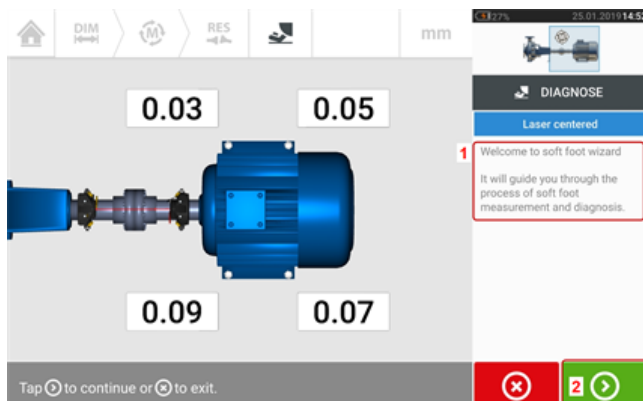 DIM
M
RES
mm
27%
25.01.2019 14:52
0.03
0.05
0.09
0.07
DIAGNOSE
Laser centered
1
Welcome to soft foot wizard
It will guide you through the
process of soft foot
measurement and diagnosis.
Tap to continue or to exit.
2